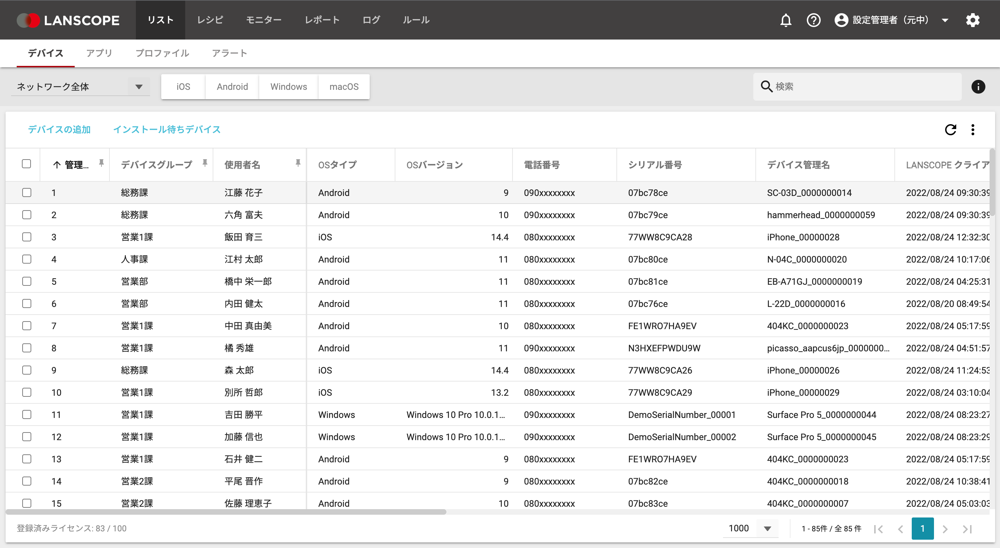 LANSCOPE リスト レシピ モニター レポート ログ ルール 設定管理者（元中）
デバイス アプリ プロファイル アラート
ネットワーク全体 iOS Android Windows macOS 検索
デバイスの追加 インストール待ちデバイス
管理... デバイスグループ 使用者名 OSタイプ OSバージョン 電話番号 シリアル番号 デバイス管理名 LANSCOPE クライア
1 総務課 江藤 花子 Android 9 090xxxxxxxx 07bc78ce SC-03D_0000000014 2022/08/24 09:30:39
2 総務課 六角 富夫 Android 10 090xxxxxxxx 07bc79ce hammerhead_0000000059 2022/08/24 09:30:39
3 営業1課 飯田 育三 iOS 14.4 080xxxxxxxx 77WW8C9CA28 iPhone_00000028 2022/08/24 12:32:30
4 人事課 江村 太郎 Android 11 080xxxxxxxx 07bc80ce N-04C_0000000020 2022/08/24 10:17:06
5 営業部 橋中 栄一郎 Android 11 080xxxxxxxx 07bc81ce EB-A71GJ_0000000019 2022/08/24 04:25:31
6 営業部 内田 健太 Android 11 080xxxxxxxx 07bc76ce L-22D_0000000016 2022/08/20 08:49:54
7 営業1課 中田 真由美 Android 10 080xxxxxxxx FE1WRO7HA9EV 404KC_0000000023 2022/08/24 05:17:59
8 営業1課 橘 秀雄 Android 11 090xxxxxxxx N3HXEFPWDU9W picasso_aapcus6jp_0000000... 2022/08/24 04:51:57
9 総務課 森 太郎 iOS 14.4 080xxxxxxxx 77WW8C9CA26 iPhone_00000026 2022/08/24 11:24:53
10 営業1課 別所 哲郎 iOS 13.2 080xxxxxxxx 77WW8C9CA29 iPhone_00000029 2022/08/24 03:10:04
11 営業1課 吉田 勝平 Windows Windows 10 Pro 10.0.1... 090xxxxxxxx DemoSerialNumber_00001 Surface Pro 5_0000000044 2022/08/24 08:23:27
12 営業1課 加藤 信也 Windows Windows 10 Pro 10.0.1... 090xxxxxxxx DemoSerialNumber_00002 Surface Pro 5_0000000045 2022/08/24 08:23:29
13 営業1課 石井 健二 Android 9 080xxxxxxxx FE1WRO7HA9EV 404KC_0000000023 2022/08/24 05:17:59
14 営業2課 平尾 晋作 Android 9 080xxxxxxxx 07bc82ce 404KC_0000000018 2022/08/24 10:38:41
15 営業2課 佐藤 理恵子 Android 10 080xxxxxxxx 07bc83ce 404KC_0000000007 2022/08/24 05:03:03
登録済みライセンス: 83 / 100 1000 1 - 85件 / 全 85 件 1